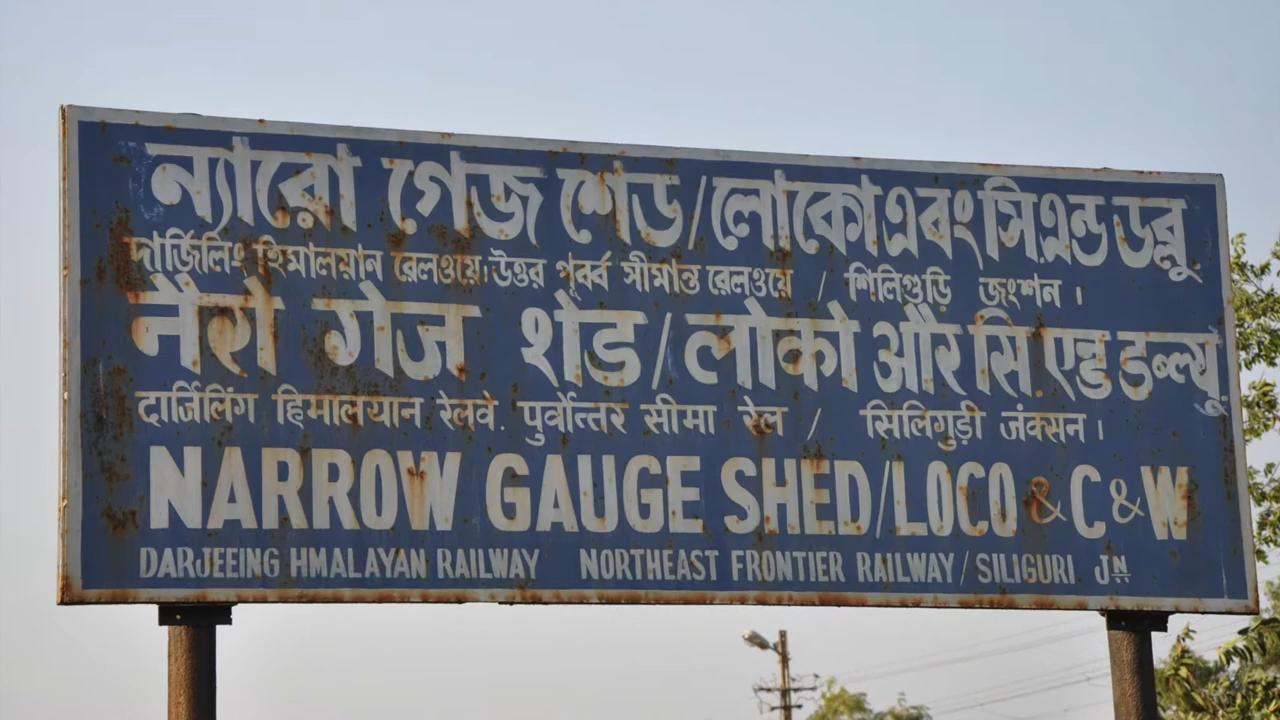 ন্যারো গেজ শেড/লোকো এবং সি.এন্ড ডব্লু
দার্জিলিং হিমালয়ান রেলওয়ে।উত্তর পূর্ব্ব সীমান্ত রেলওয়ে / শিলিগুড়ি জংশন।
नैरो गेज शेड/लोको और सि.एन्ड डब्ल्यू
दार्जिलिंग हिमालयान रेलवे. पुर्वोत्तर सीमा रेल / सिलिगुड़ी जंक्सन।
NARROW GAUGE SHED/LOCO & C & W
DARJEEING HMALAYAN RAILWAY NORTHEAST FRONTIER RAILWAY/SILIGURI JN